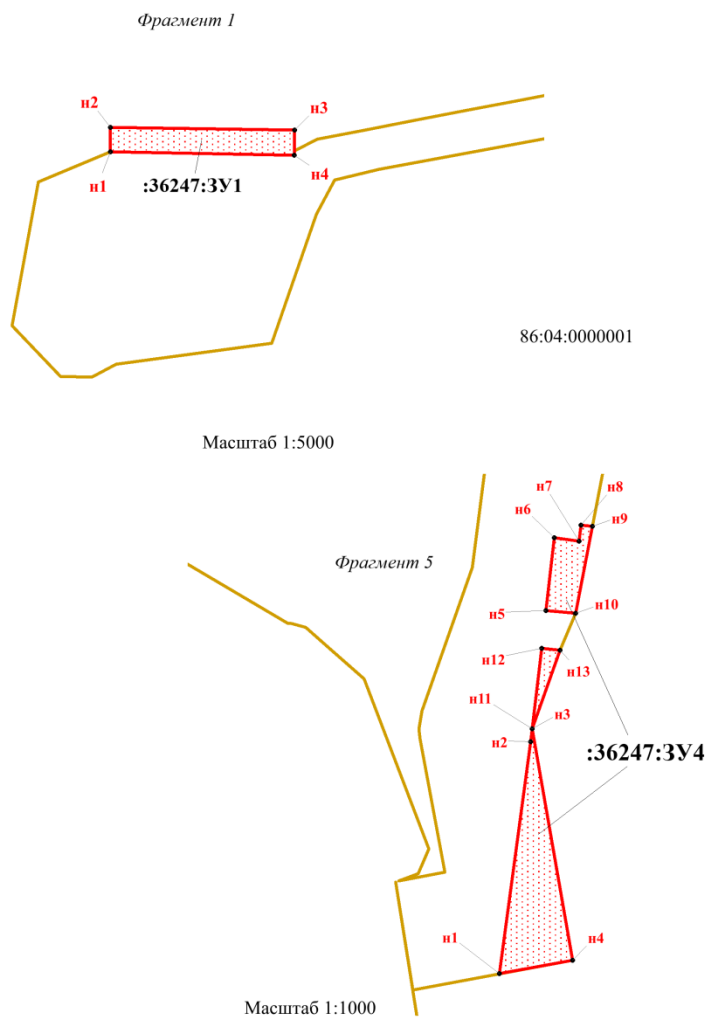 Фрагмент 1
н2
н3
н1
н4
:36247:ЗУ1
86:04:0000001
Масштаб 1:5000
н7
н8
н6
н9
Фрагмент 5
н5
н10
н12
н13
н11
н3
н2
:36247:ЗУ4
н1
н4
Масштаб 1:1000